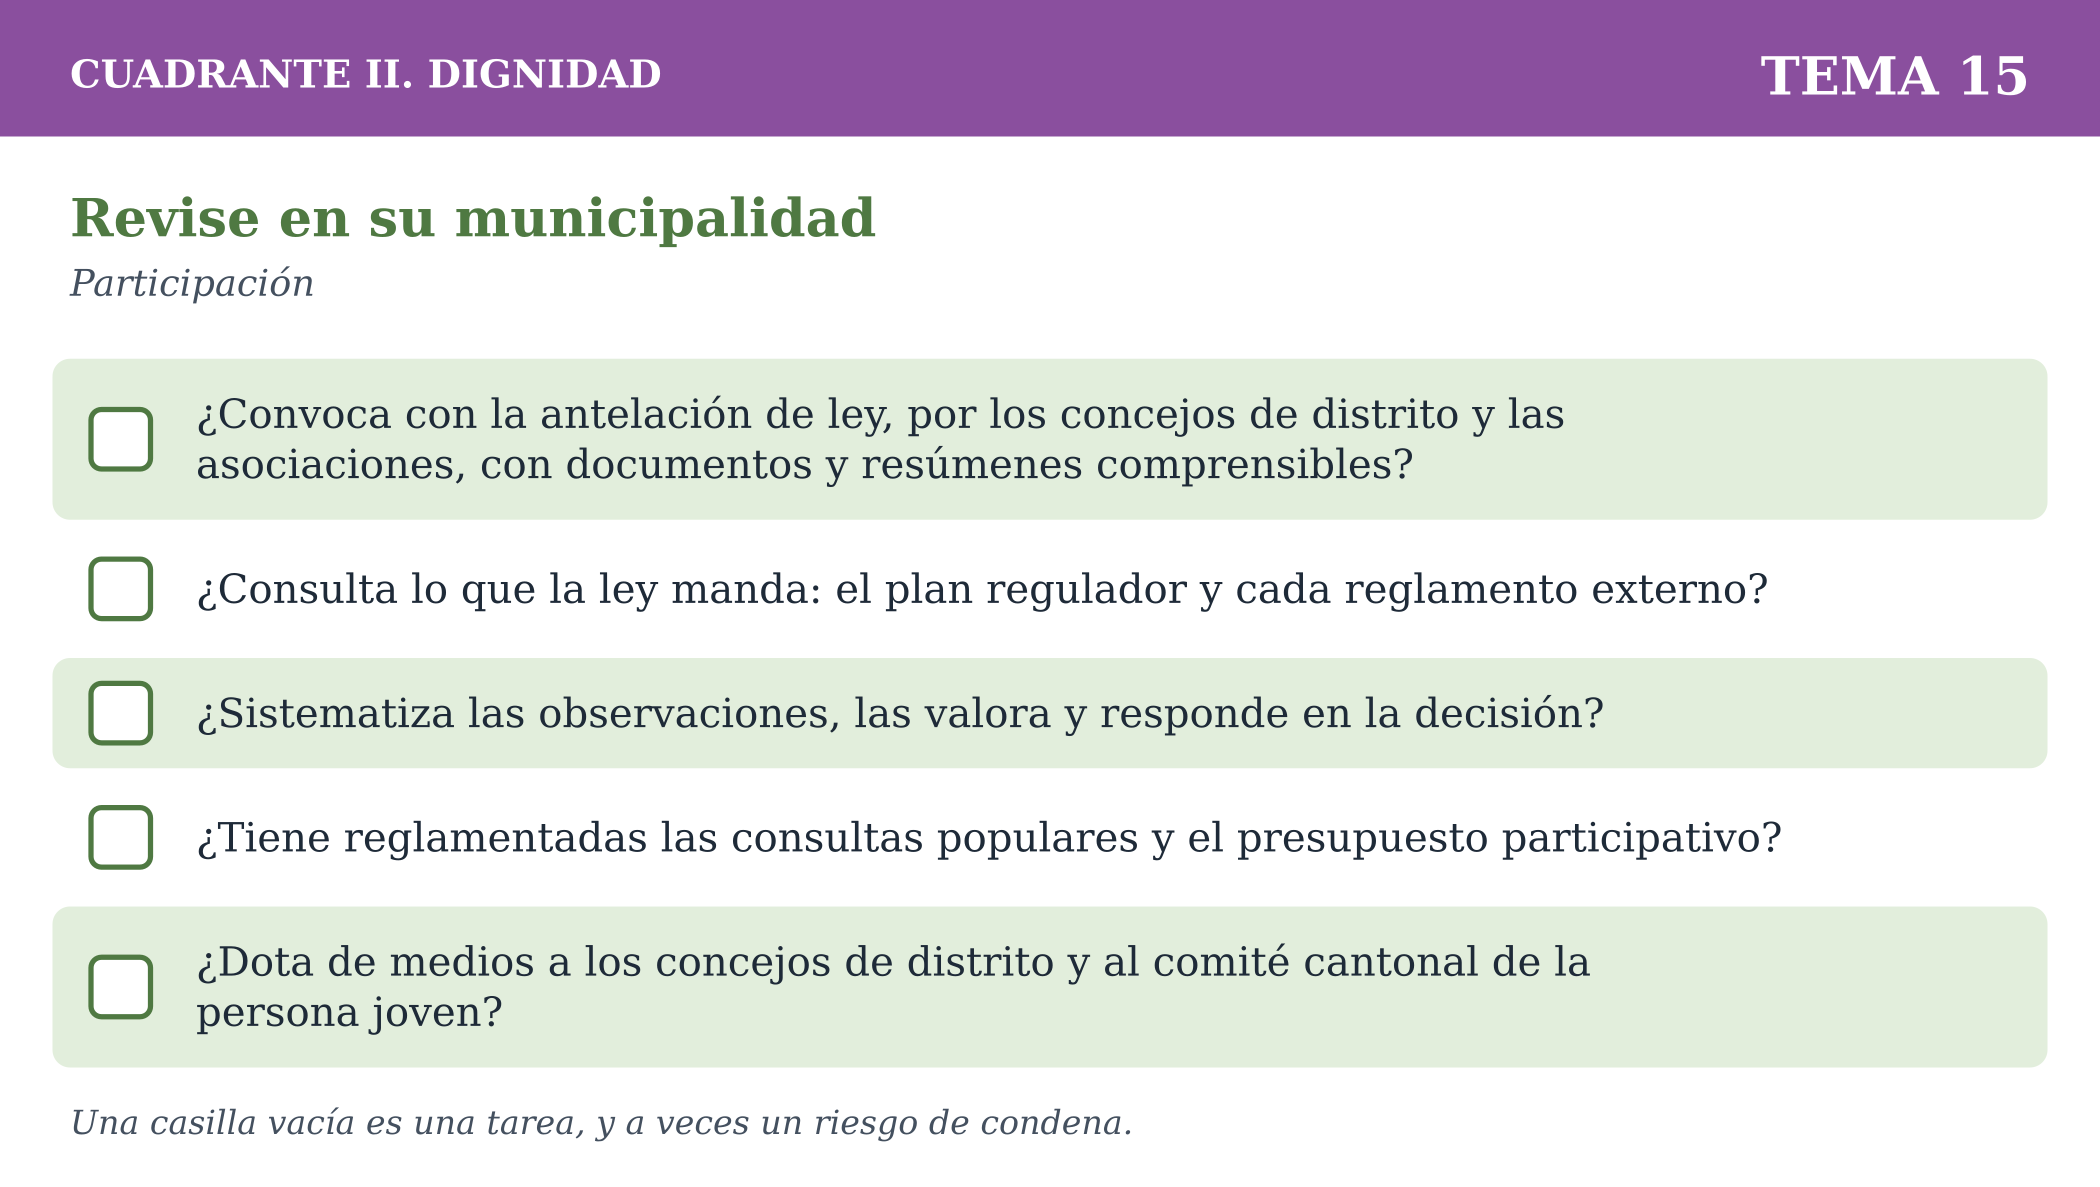 CUADRANTE II. DIGNIDAD
TEMA 15
Revise en su municipalidad
Participación
¿Convoca con la antelación de ley, por los concejos de distrito y las
asociaciones, con documentos y resúmenes comprensibles?
¿Consulta lo que la ley manda: el plan regulador y cada reglamento externo?
¿Sistematiza las observaciones, las valora y responde en la decisión?
¿Tiene reglamentadas las consultas populares y el presupuesto participativo?
¿Dota de medios a los concejos de distrito y al comité cantonal de la
persona joven?
Una casilla vacía es una tarea, y a veces un riesgo de condena.